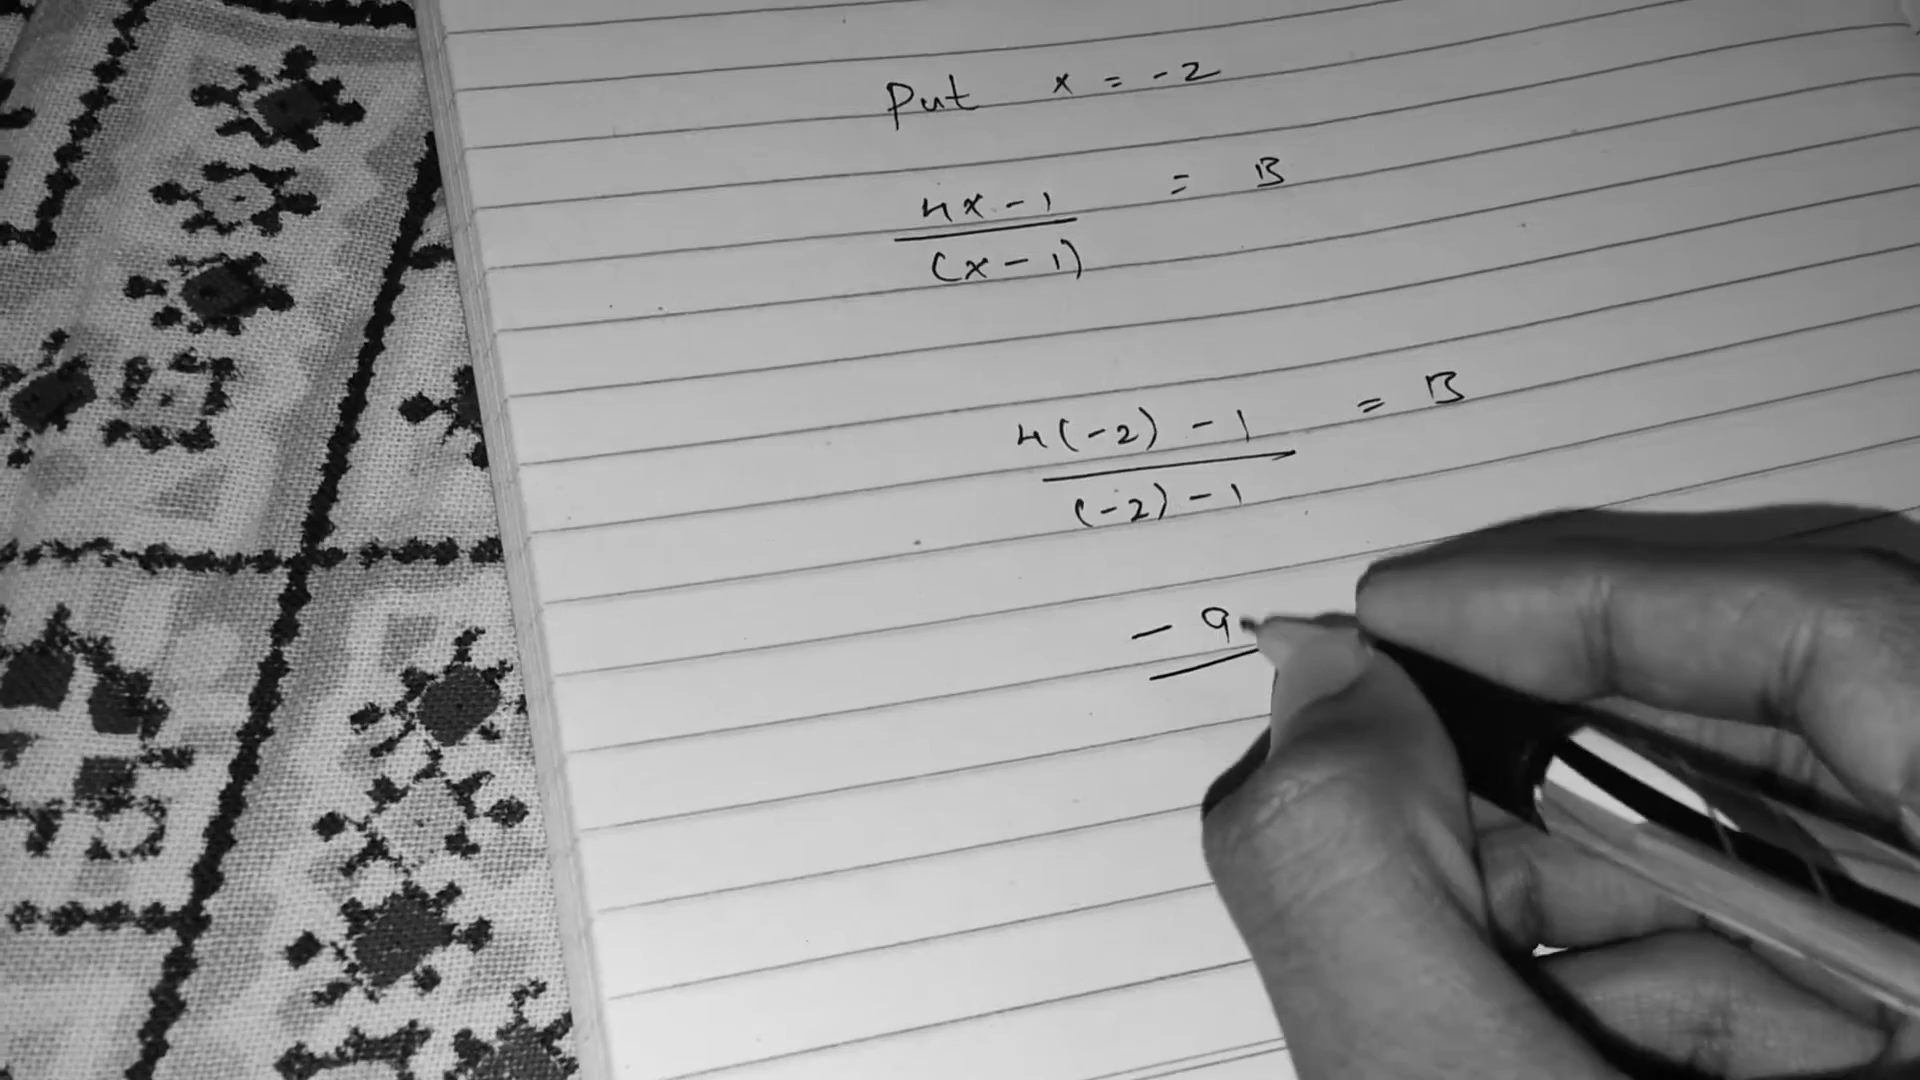 Put x = -2
4x - 1 = B
(x - 1)
4(-2) - 1 = B
(-2) - 1
- 9